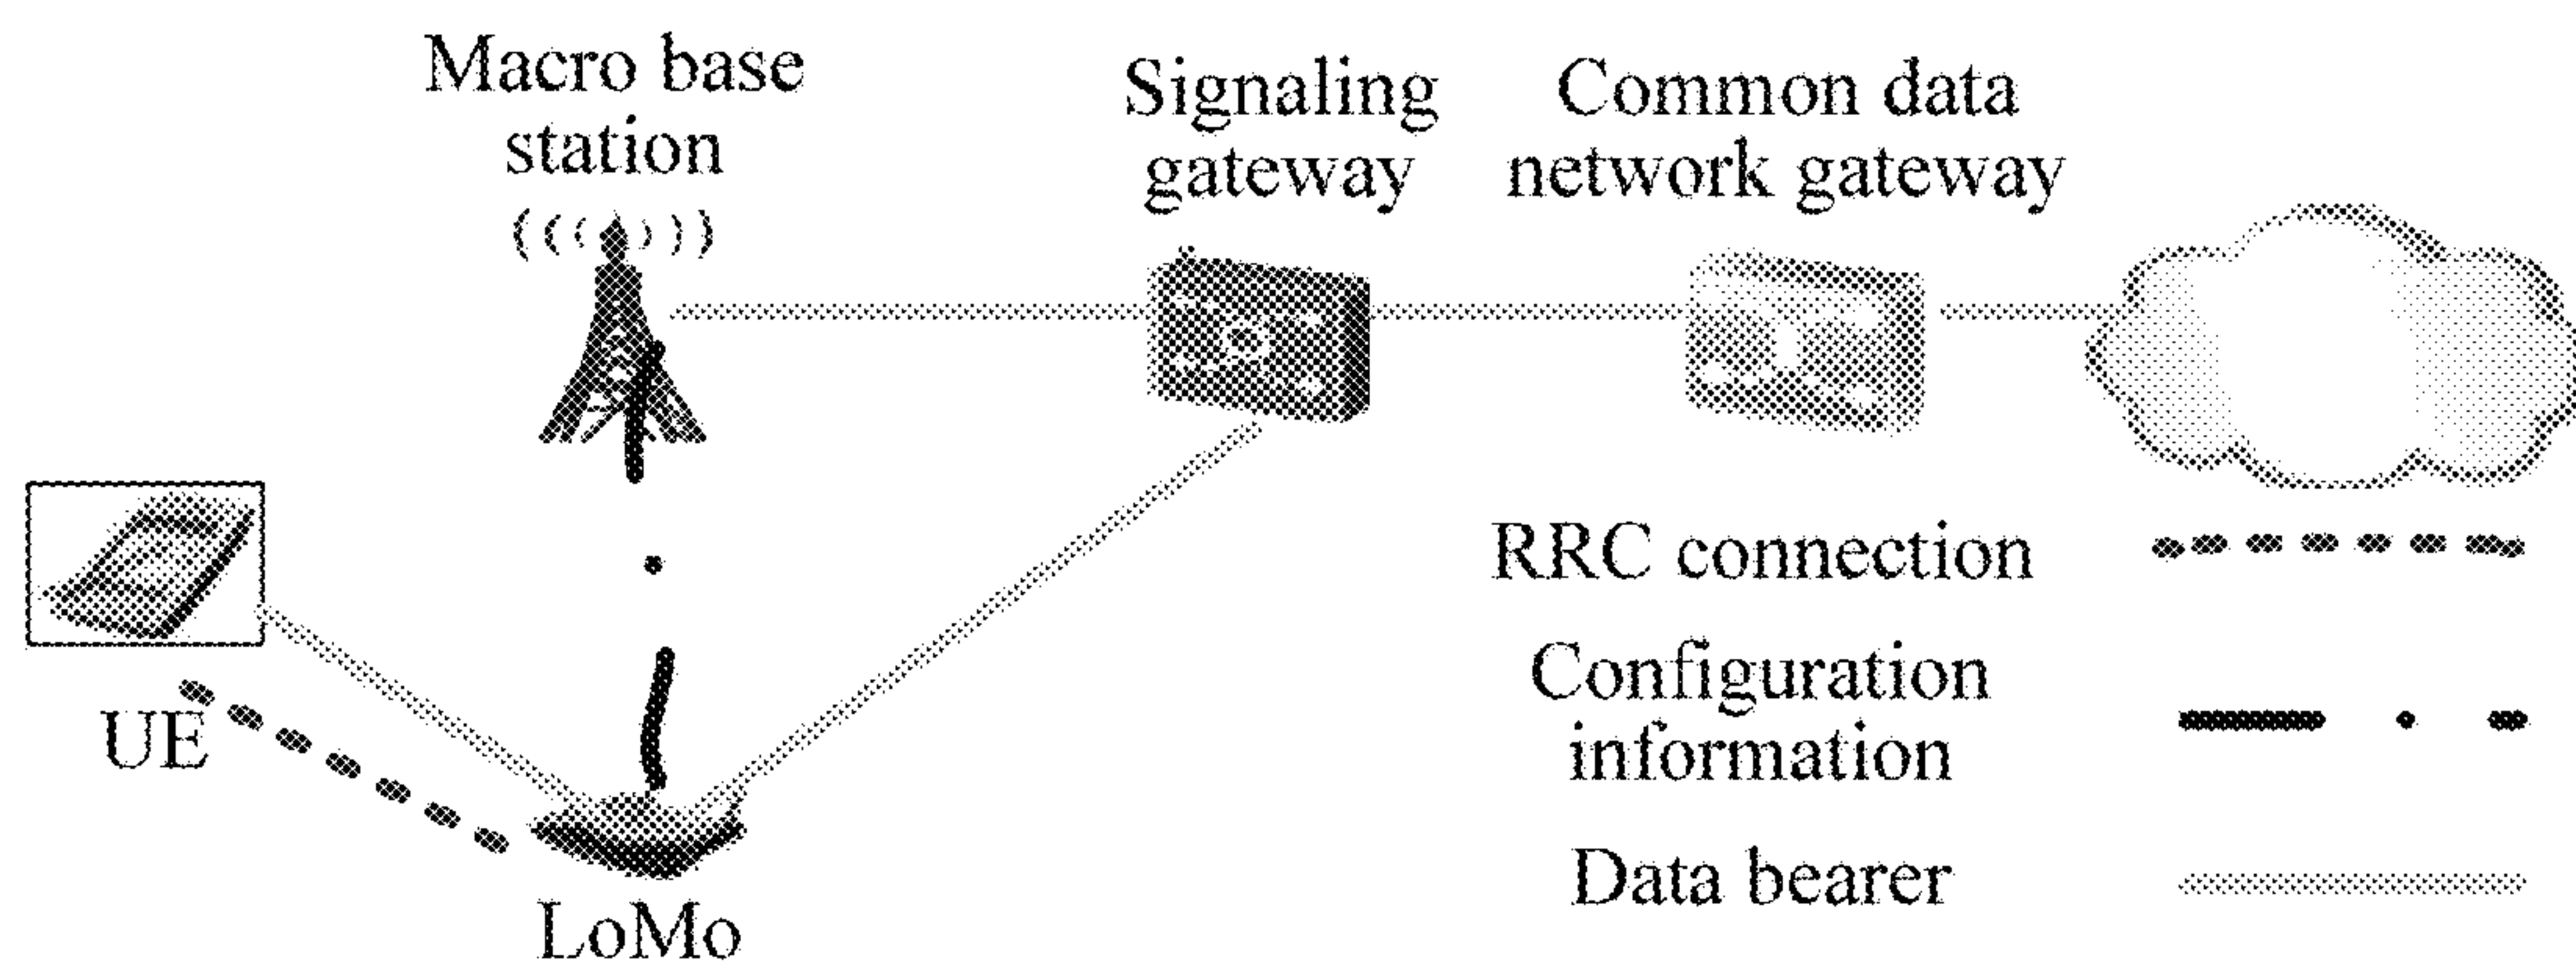 Macro base
station
Signaling
gateway
Common data
network gateway
UE
LoMo
RRC connection
Configuration
information
Data bearer